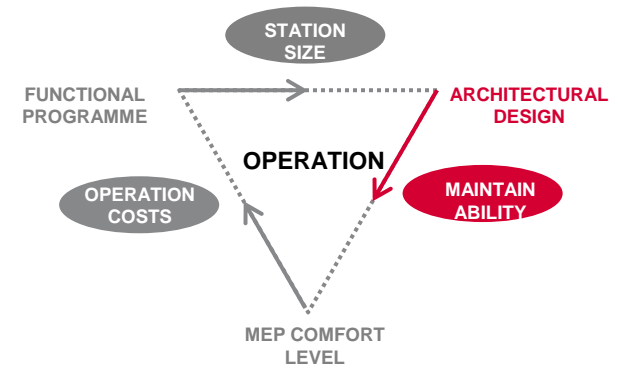 STATION
SIZE
FUNCTIONAL
PROGRAMME
ARCHITECTURAL
DESIGN
OPERATION
OPERATION
COSTS
MAINTAIN
ABILITY
MEP COMFORT
LEVEL